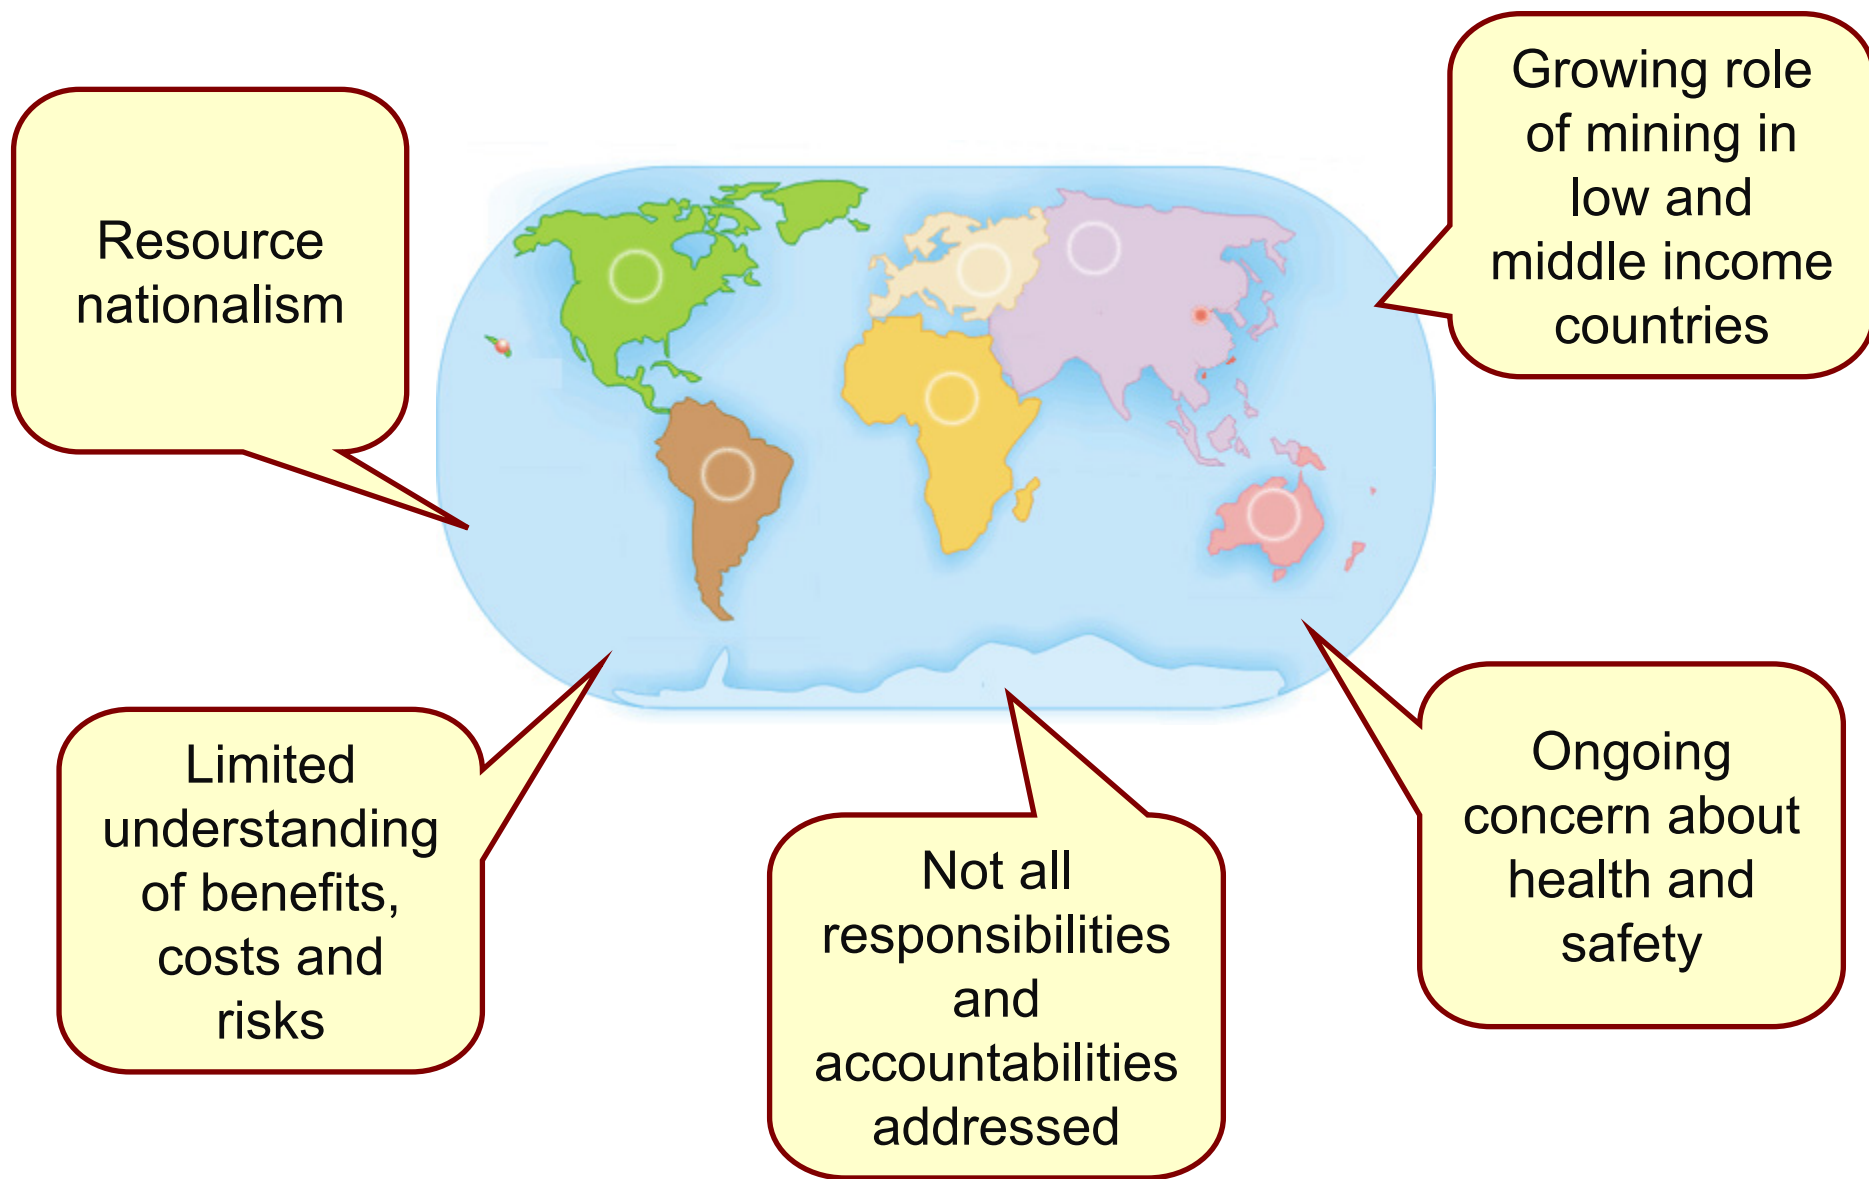 Resource
nationalism
Growing role
of mining in
low and
middle income
countries
Limited
understanding
of benefits,
costs and
risks
Not all
responsibilities
and
accountabilities
addressed
Ongoing
concern about
health and
safety